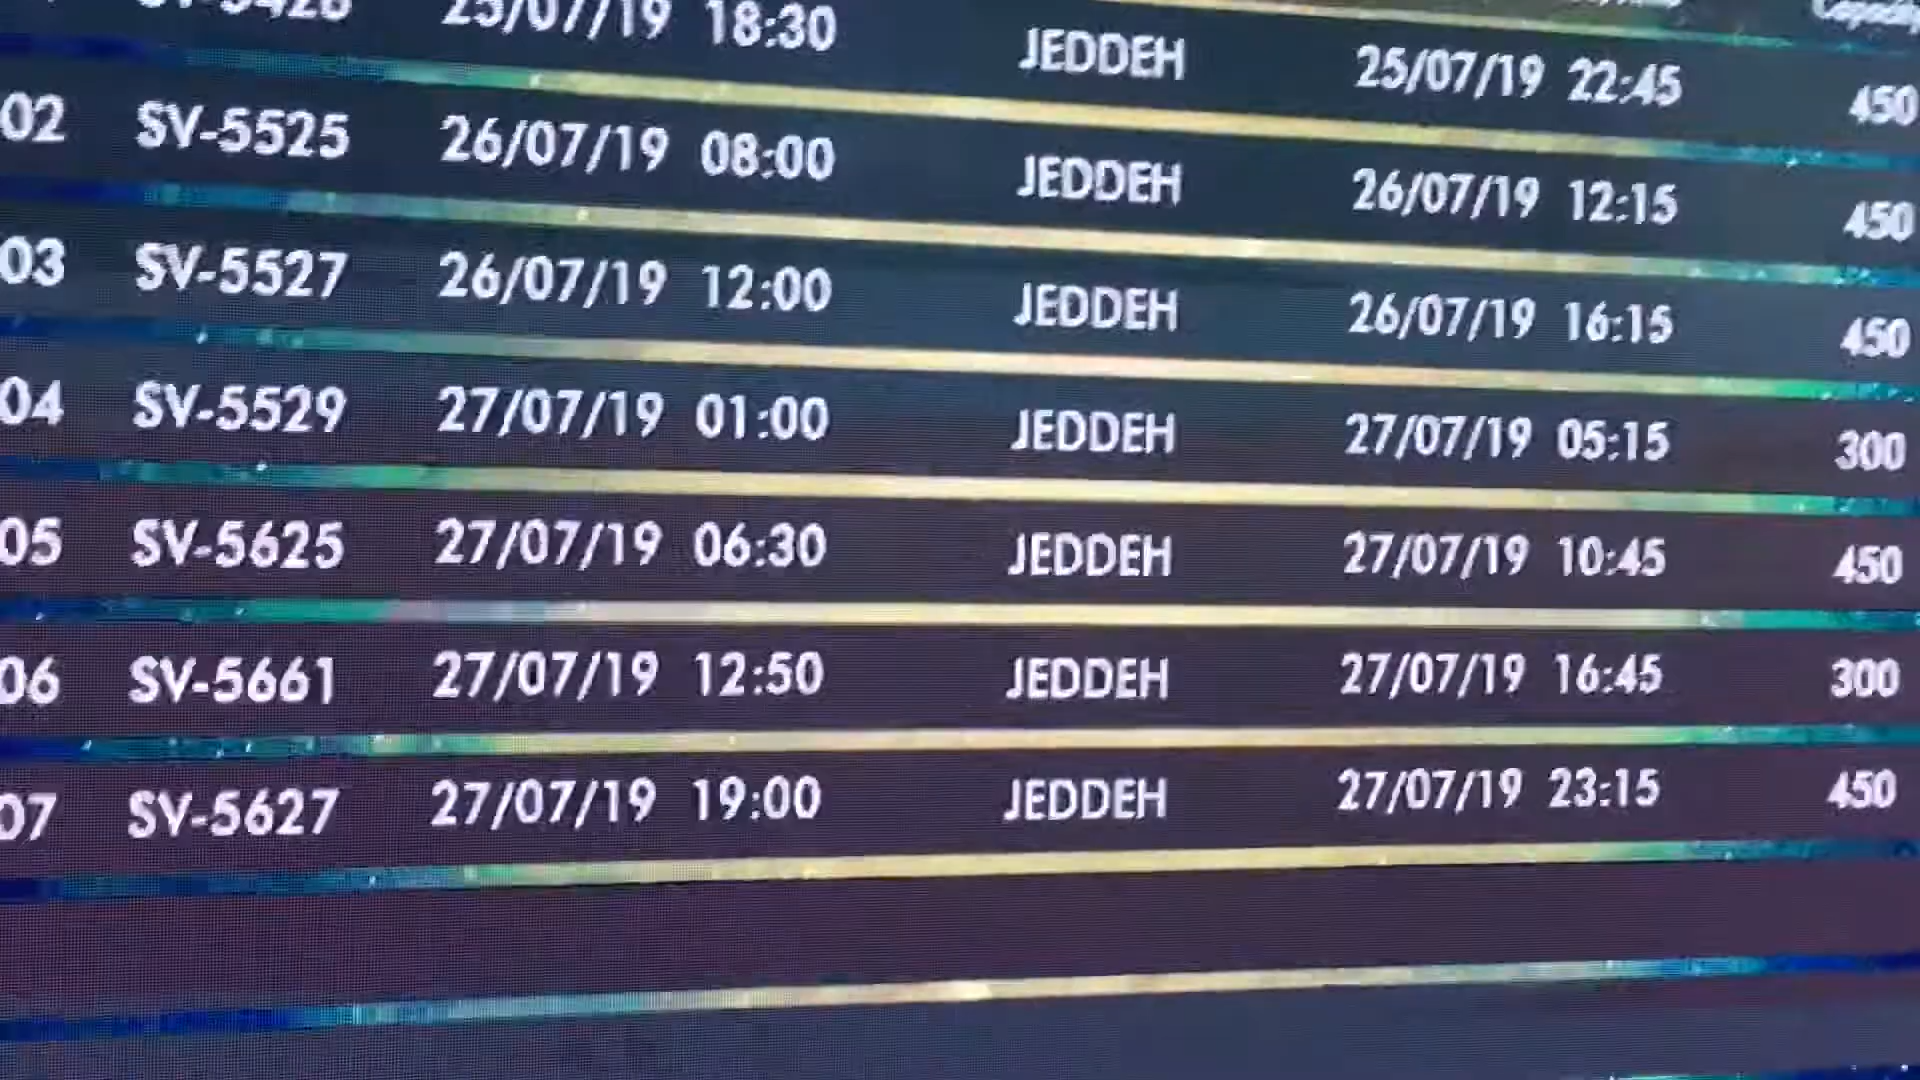 Capacity
25/07/19 18:30 JEDDEH 25/07/19 22:45 450
02 SV-5525 26/07/19 08:00 JEDDEH 26/07/19 12:15 450
03 SV-5527 26/07/19 12:00 JEDDEH 26/07/19 16:15 450
04 SV-5529 27/07/19 01:00 JEDDEH 27/07/19 05:15 300
05 SV-5625 27/07/19 06:30 JEDDEH 27/07/19 10:45 450
06 SV-5661 27/07/19 12:50 JEDDEH 27/07/19 16:45 300
07 SV-5627 27/07/19 19:00 JEDDEH 27/07/19 23:15 450